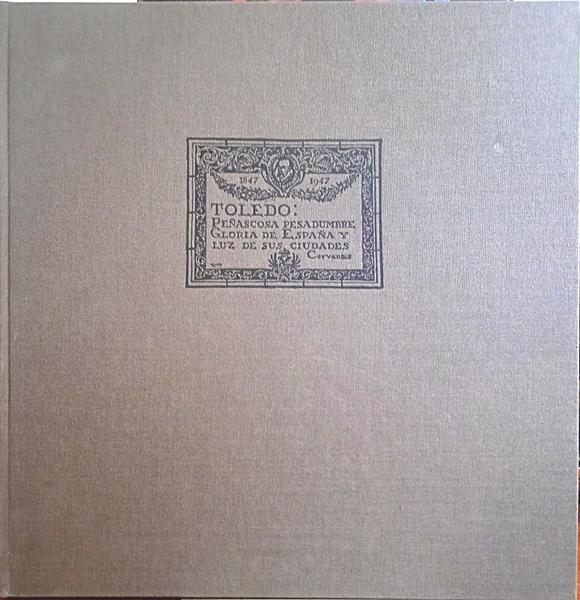 1547 1947
TOLEDO:
PEÑASCOSA PESADUMBRE,
GLORIA DE ESPAÑA Y
LUZ DE SUS CIUDADES
Cervantes